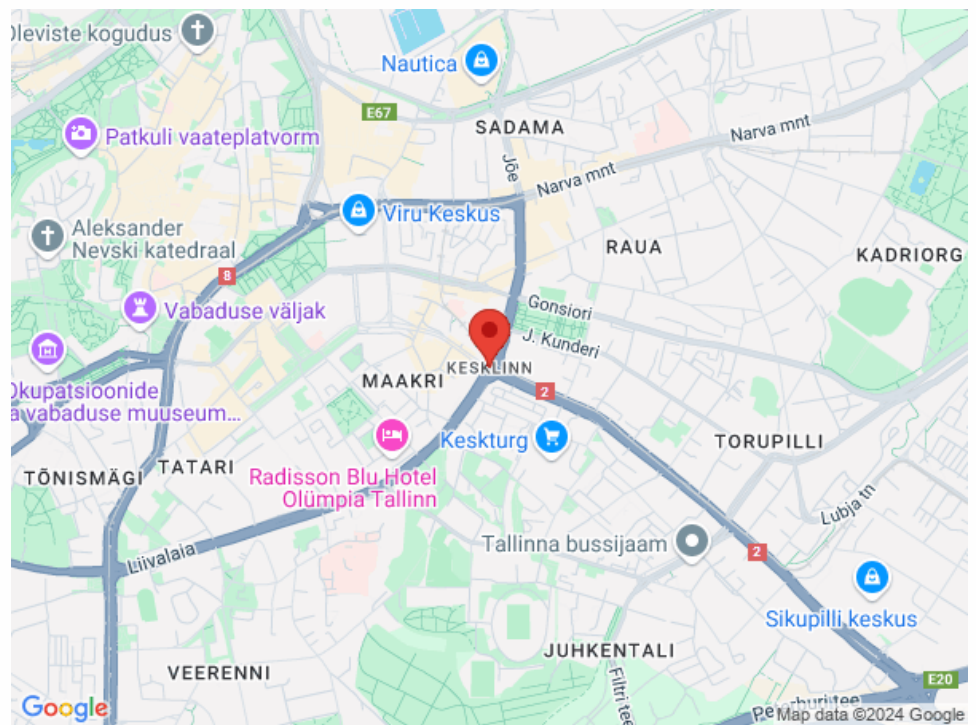 Oleviste kogudus
Nautica
E67
SADAMA
Patkuli vaateplatvorm
Narva mnt
Jõe
Narva mnt
Viru Keskus
Aleksander
Nevski katedraal
RAUA
KADRIORG
8
Vabaduse väljak
Gonsiori
J. Kunderi
KESKLINN
Okupatsioonide
a vabaduse muuseum...
MAAKRI
2
Keskturg
TORUPILLI
TÕNISMÄGI
TATARI
Radisson Blu Hotel
Olümpia Tallinn
Lubja tn
Liivalaia
Tallinna bussijaam
2
Sikupilli keskus
JUHKENTALI
VEERENNI
Filtri tee
E20
Google
Map data ©2024 Google